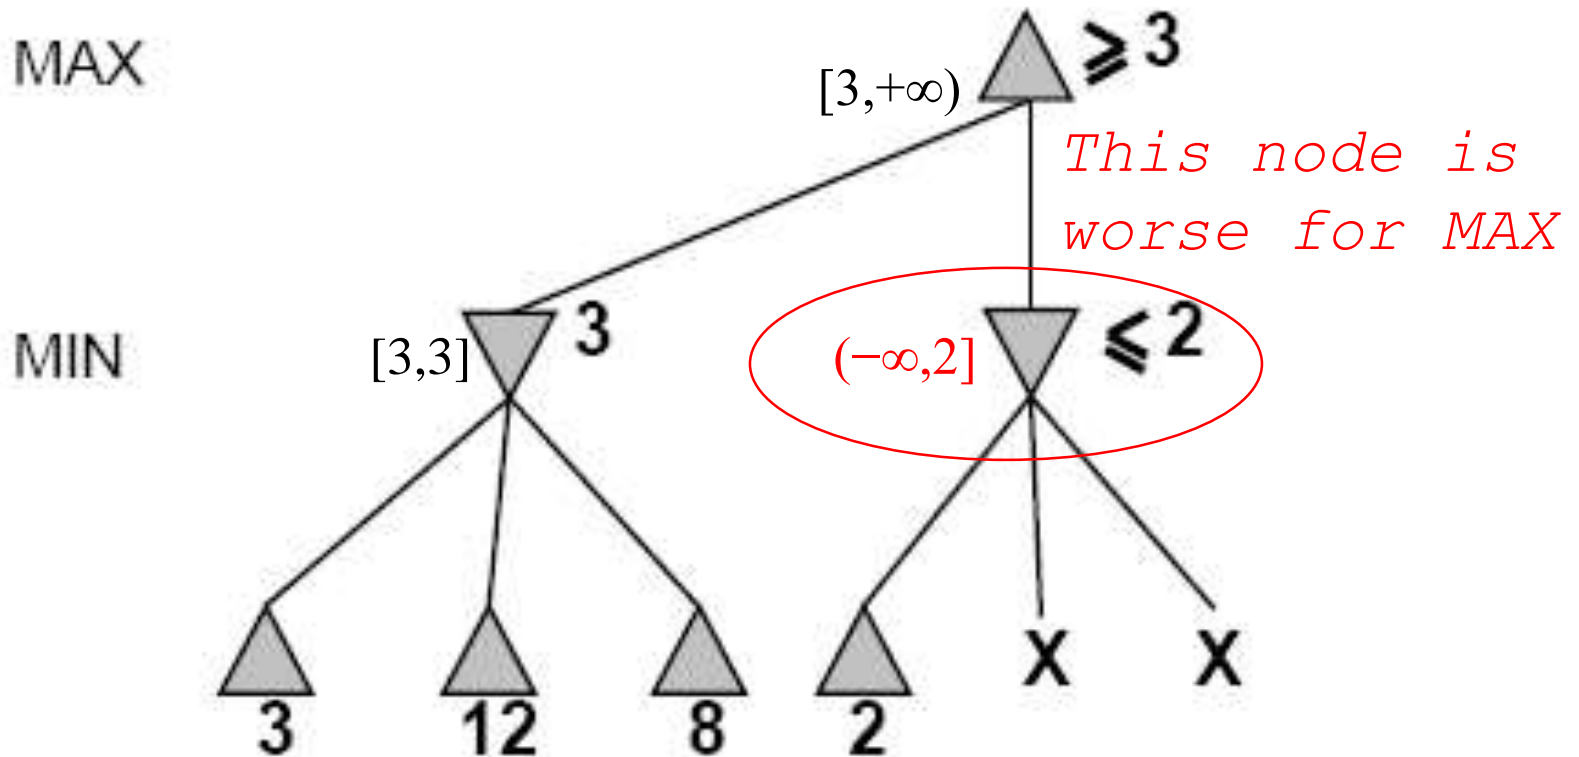 MAX
⩾ 3
[3,+∞)
This node is
worse for MAX
MIN
[3,3]
3
(−∞,2]
⩽ 2
X
X
3
12
8
2